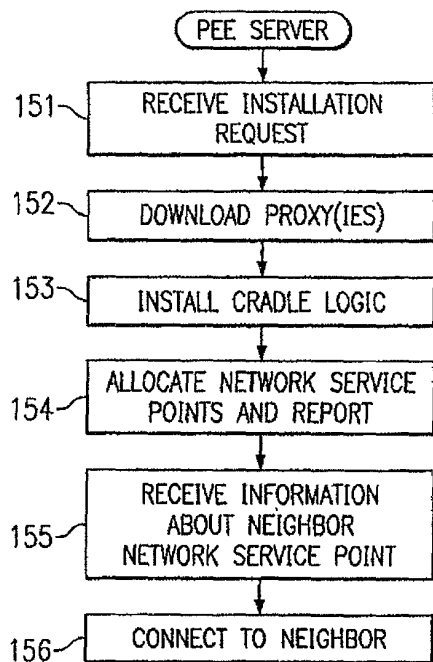 PEE SERVER
151
RECEIVE INSTALLATION
REQUEST
152
DOWNLOAD PROXY(IES)
153
INSTALL CRADLE LOGIC
154
ALLOCATE NETWORK SERVICE
POINTS AND REPORT
155
RECEIVE INFORMATION
ABOUT NEIGHBOR
NETWORK SERVICE POINT
156
CONNECT TO NEIGHBOR